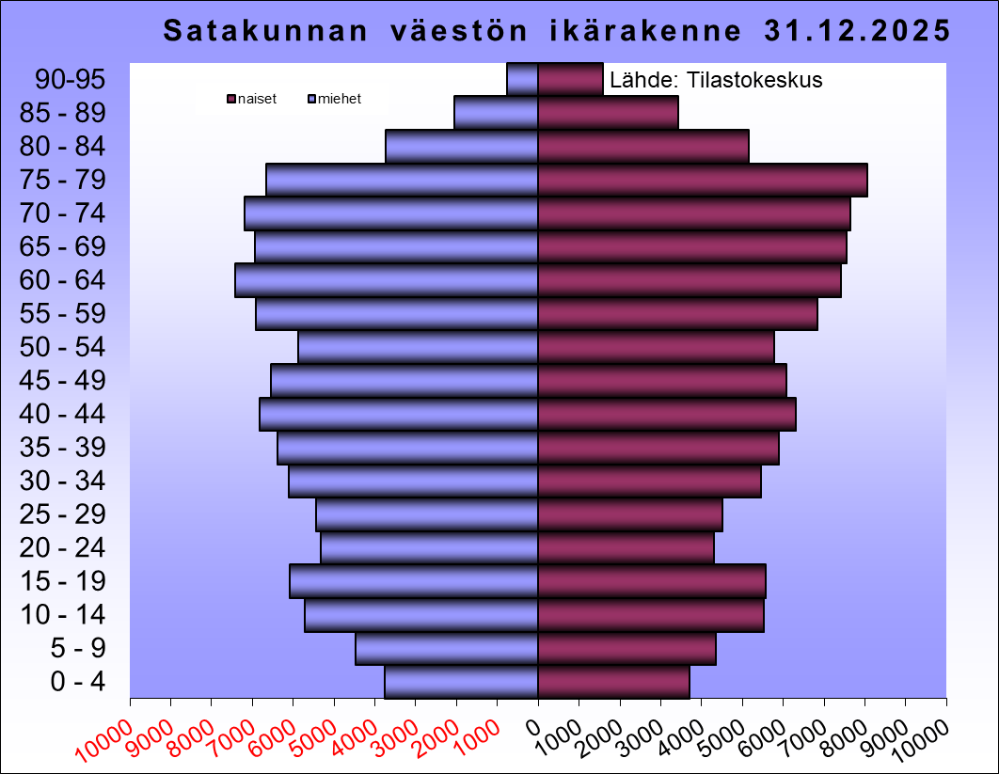 Satakunnan väestön ikärakenne 31.12.2025
Lähde: Tilastokeskus
naiset miehet
90-95
85 - 89
80 - 84
75 - 79
70 - 74
65 - 69
60 - 64
55 - 59
50 - 54
45 - 49
40 - 44
35 - 39
30 - 34
25 - 29
20 - 24
15 - 19
10 - 14
5 - 9
0 - 4
10000 9000 8000 7000 6000 5000 4000 3000 2000 1000 0 1000 2000 3000 4000 5000 6000 7000 8000 9000 10000